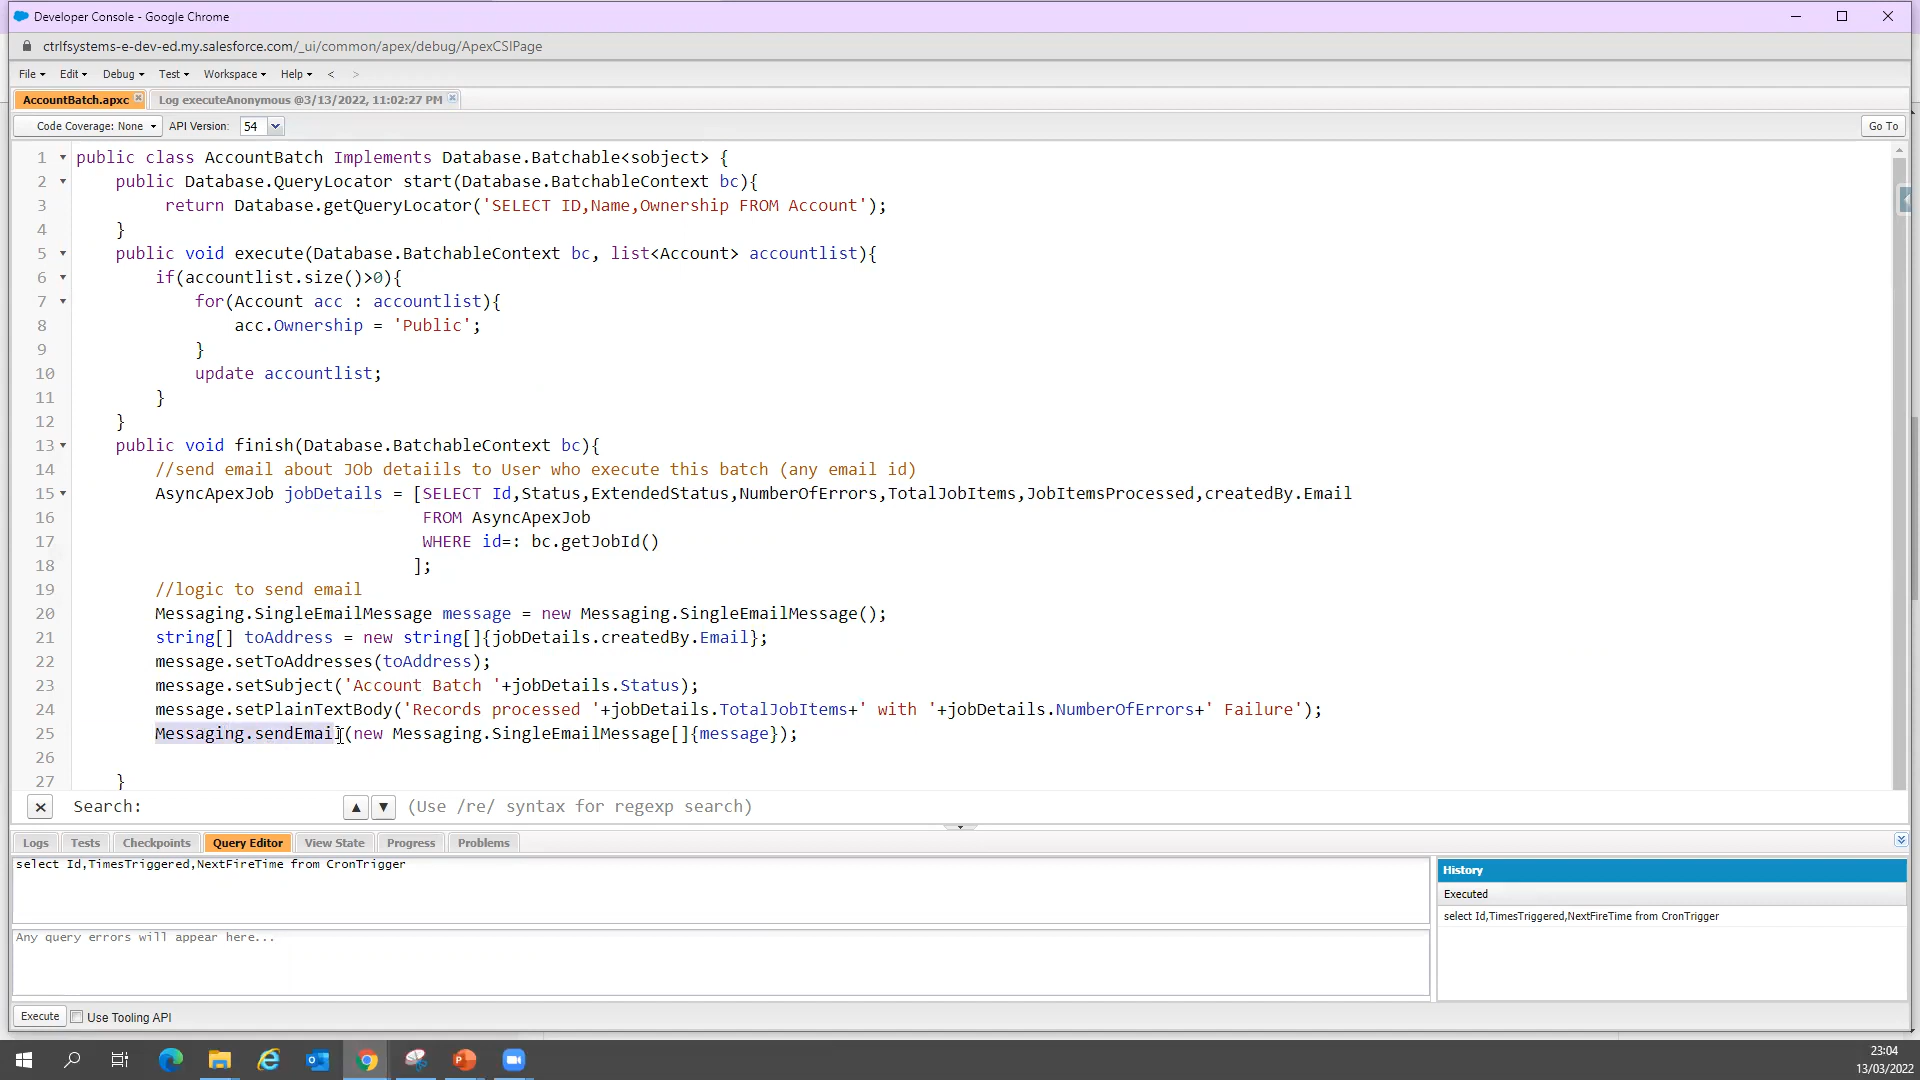 Developer Console - Google Chrome
ctrlfsystems-e-dev-ed.my.salesforce.com/_ui/common/apex/debug/ApexCSIPage
File Edit Debug Test Workspace Help < >
AccountBatch.apxc Log executeAnonymous @3/13/2022, 11:02:27 PM
Code Coverage: None API Version: 54 Go To
1 public class AccountBatch Implements Database.Batchable<sobject> {
2 public Database.QueryLocator start(Database.BatchableContext bc){
3 return Database.getQueryLocator('SELECT ID,Name,Ownership FROM Account');
4 }
5 public void execute(Database.BatchableContext bc, list<Account> accountlist){
6 if(accountlist.size()>0){
7 for(Account acc : accountlist){
8 acc.Ownership = 'Public';
9 }
10 update accountlist;
11 }
12 }
13 public void finish(Database.BatchableContext bc){
14 //send email about JOb detaiils to User who execute this batch (any email id)
15 AsyncApexJob jobDetails = [SELECT Id,Status,ExtendedStatus,NumberOfErrors,TotalJobItems,JobItemsProcessed,createdBy.Email
16 FROM AsyncApexJob
17 WHERE id=: bc.getJobId()
18 ];
19 //logic to send email
20 Messaging.SingleEmailMessage message = new Messaging.SingleEmailMessage();
21 string[] toAddress = new string[]{jobDetails.createdBy.Email};
22 message.setToAddresses(toAddress);
23 message.setSubject('Account Batch '+jobDetails.Status);
24 message.setPlainTextBody('Records processed '+jobDetails.TotalJobItems+' with '+jobDetails.NumberOfErrors+' Failure');
25 Messaging.sendEmail(new Messaging.SingleEmailMessage[]{message});
26
27 }
Search: (Use /re/ syntax for regexp search)
Logs Tests Checkpoints Query Editor View State Progress Problems
select Id,TimesTriggered,NextFireTime from CronTrigger
Any query errors will appear here...
History
Executed
select Id,TimesTriggered,NextFireTime from CronTrigger
Execute Use Tooling API
23:04
13/03/2022